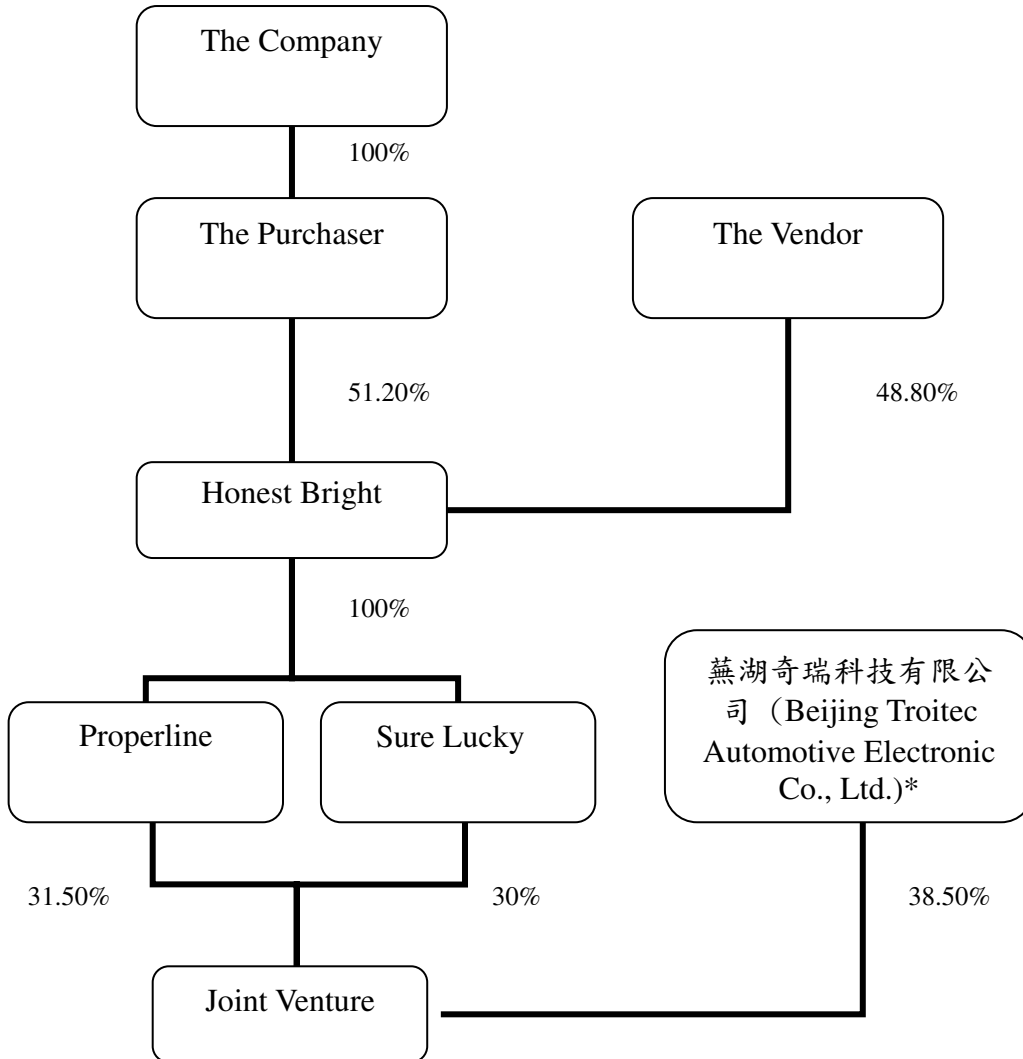 The Company
100%
The Purchaser
The Vendor
51.20%
48.80%
Honest Bright
100%
Properline
Sure Lucky
蕪湖奇瑞科技有限公
司（Beijing Troitec
Automotive Electronic
Co., Ltd.)*
31.50%
30%
38.50%
Joint Venture